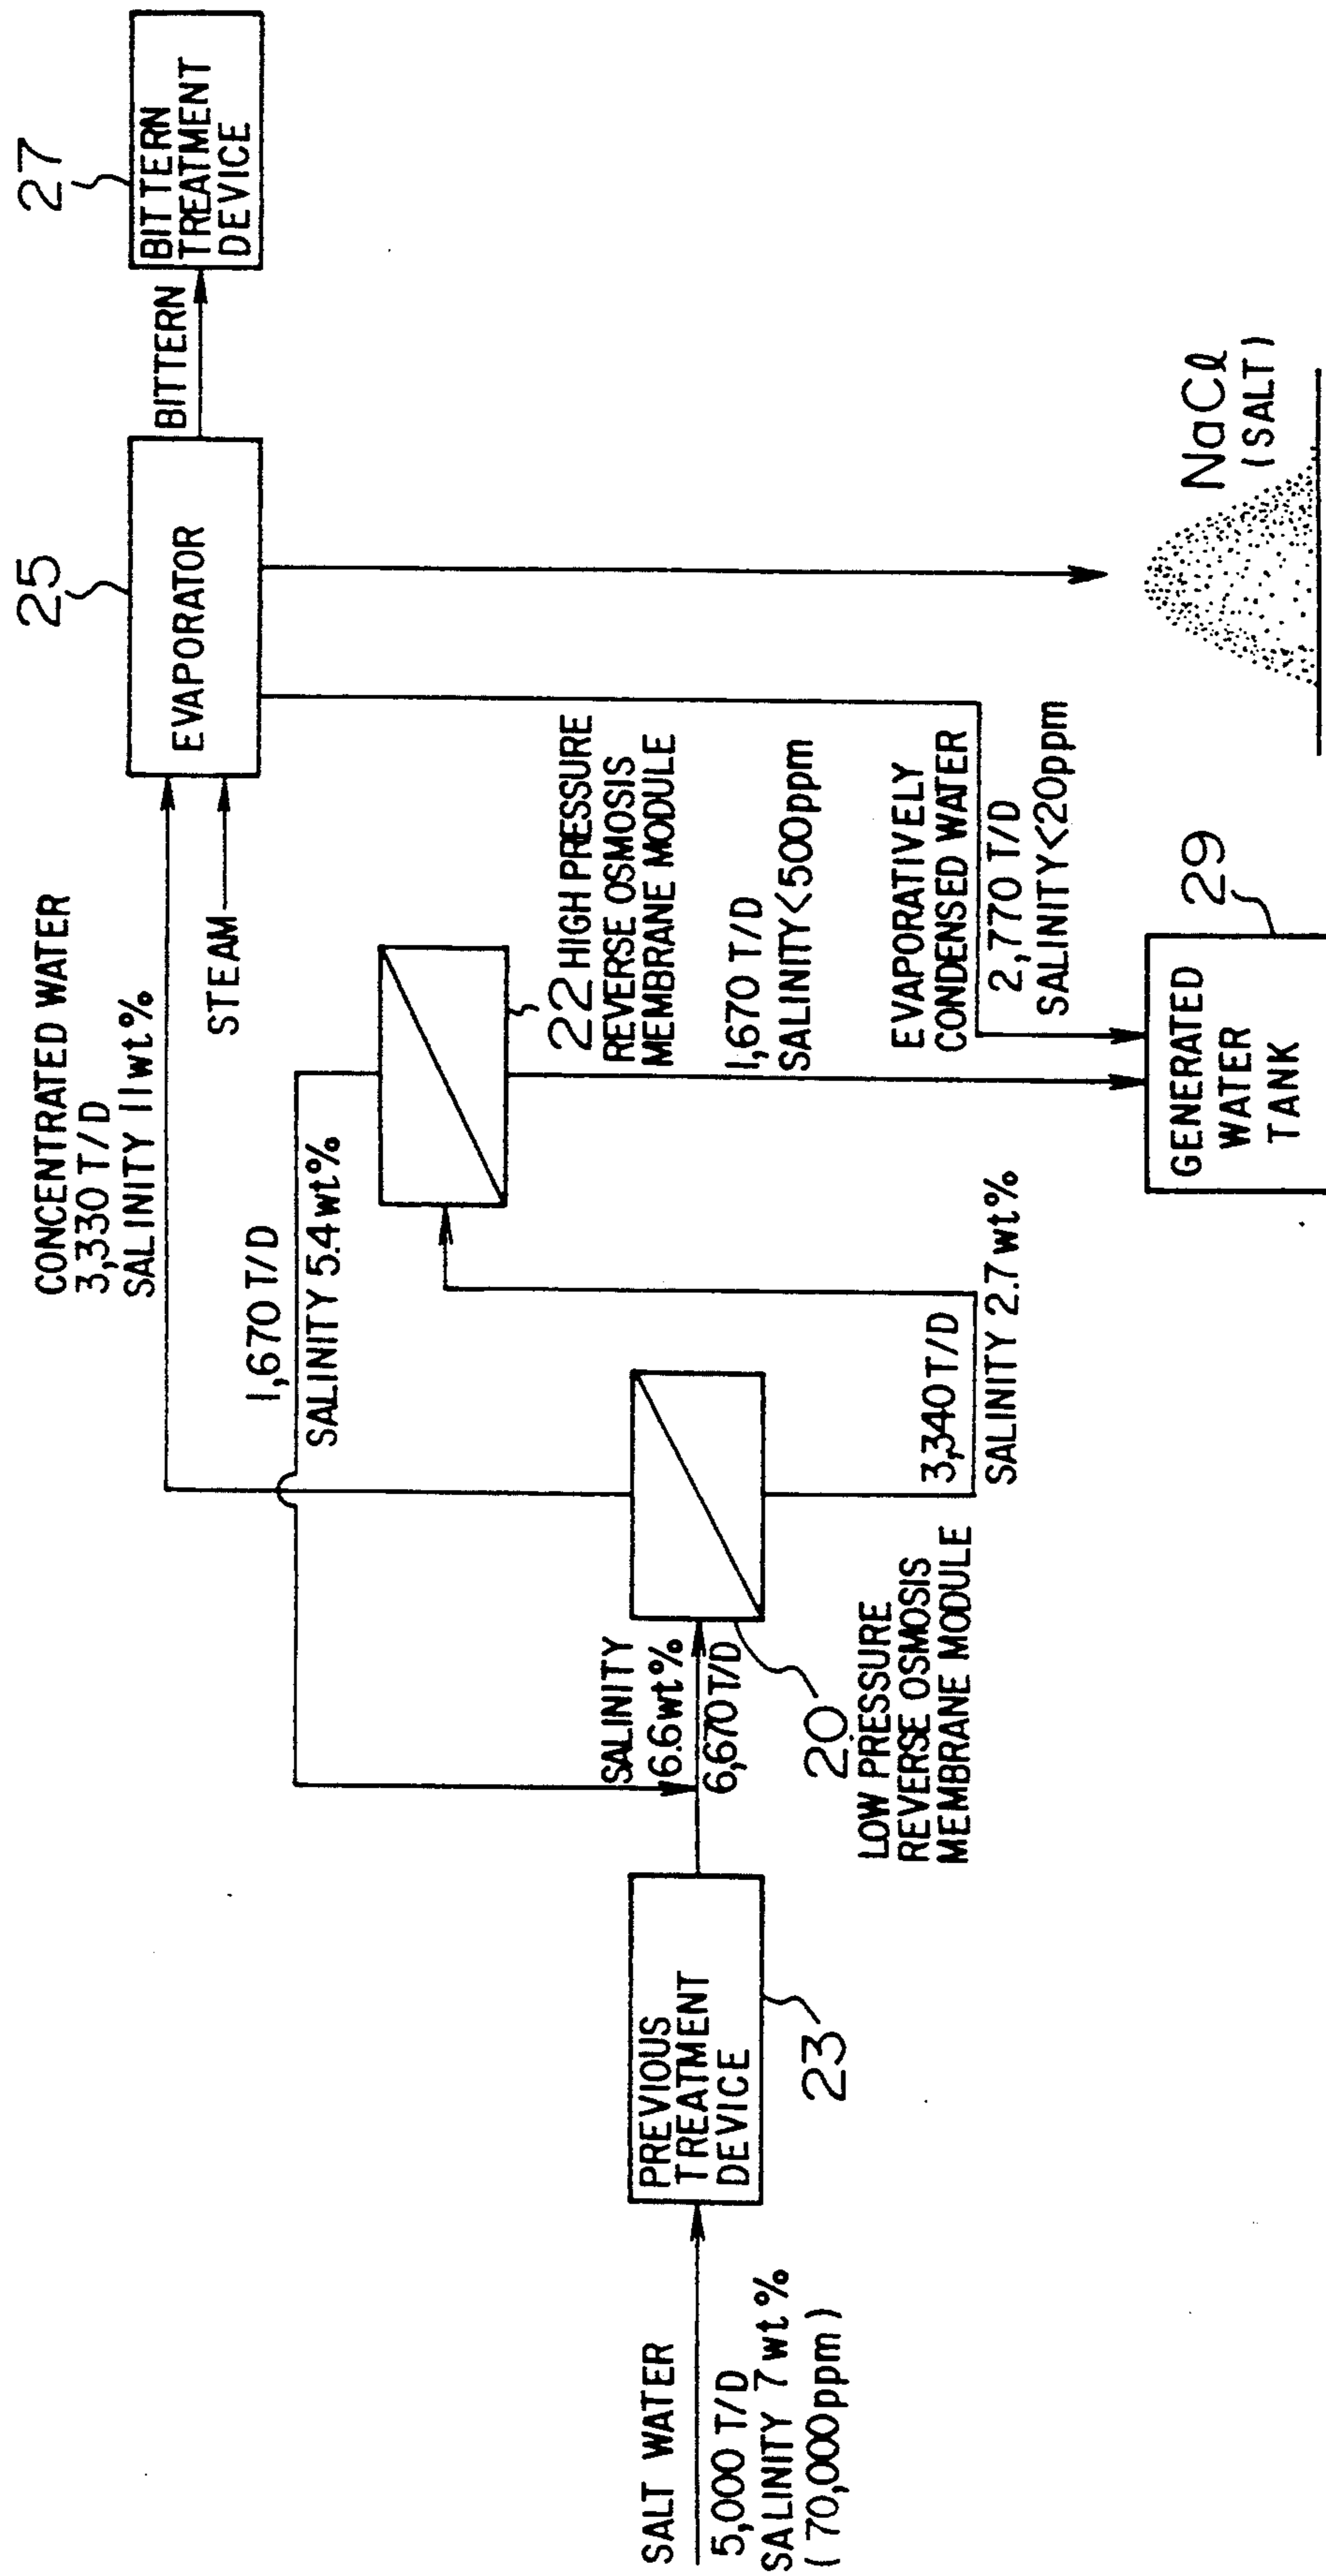 SALT WATER
5,000 T/D
SALINITY 7 wt%
(70,000ppm)
PREVIOUS
TREATMENT
DEVICE
23
SALINITY
6.6wt%
6,670T/D
20
LOW PRESSURE
REVERSE OSMOSIS
MEMBRANE MODULE
1,670 T/D
SALINITY 5.4wt%
3,340T/D
SALINITY 2.7wt%
CONCENTRATED WATER
3,330 T/D
SALINITY 11wt%
STEAM
22 HIGH PRESSURE
REVERSE OSMOSIS
MEMBRANE MODULE
1,670 T/D
SALINITY<500ppm
EVAPORATIVELY
CONDENSED WATER
2,770 T/D
SALINITY<20ppm
GENERATED
WATER
TANK
29
25
EVAPORATOR
BITTERN
27
BITTERN
TREATMENT
DEVICE
NaCl
(SALT)